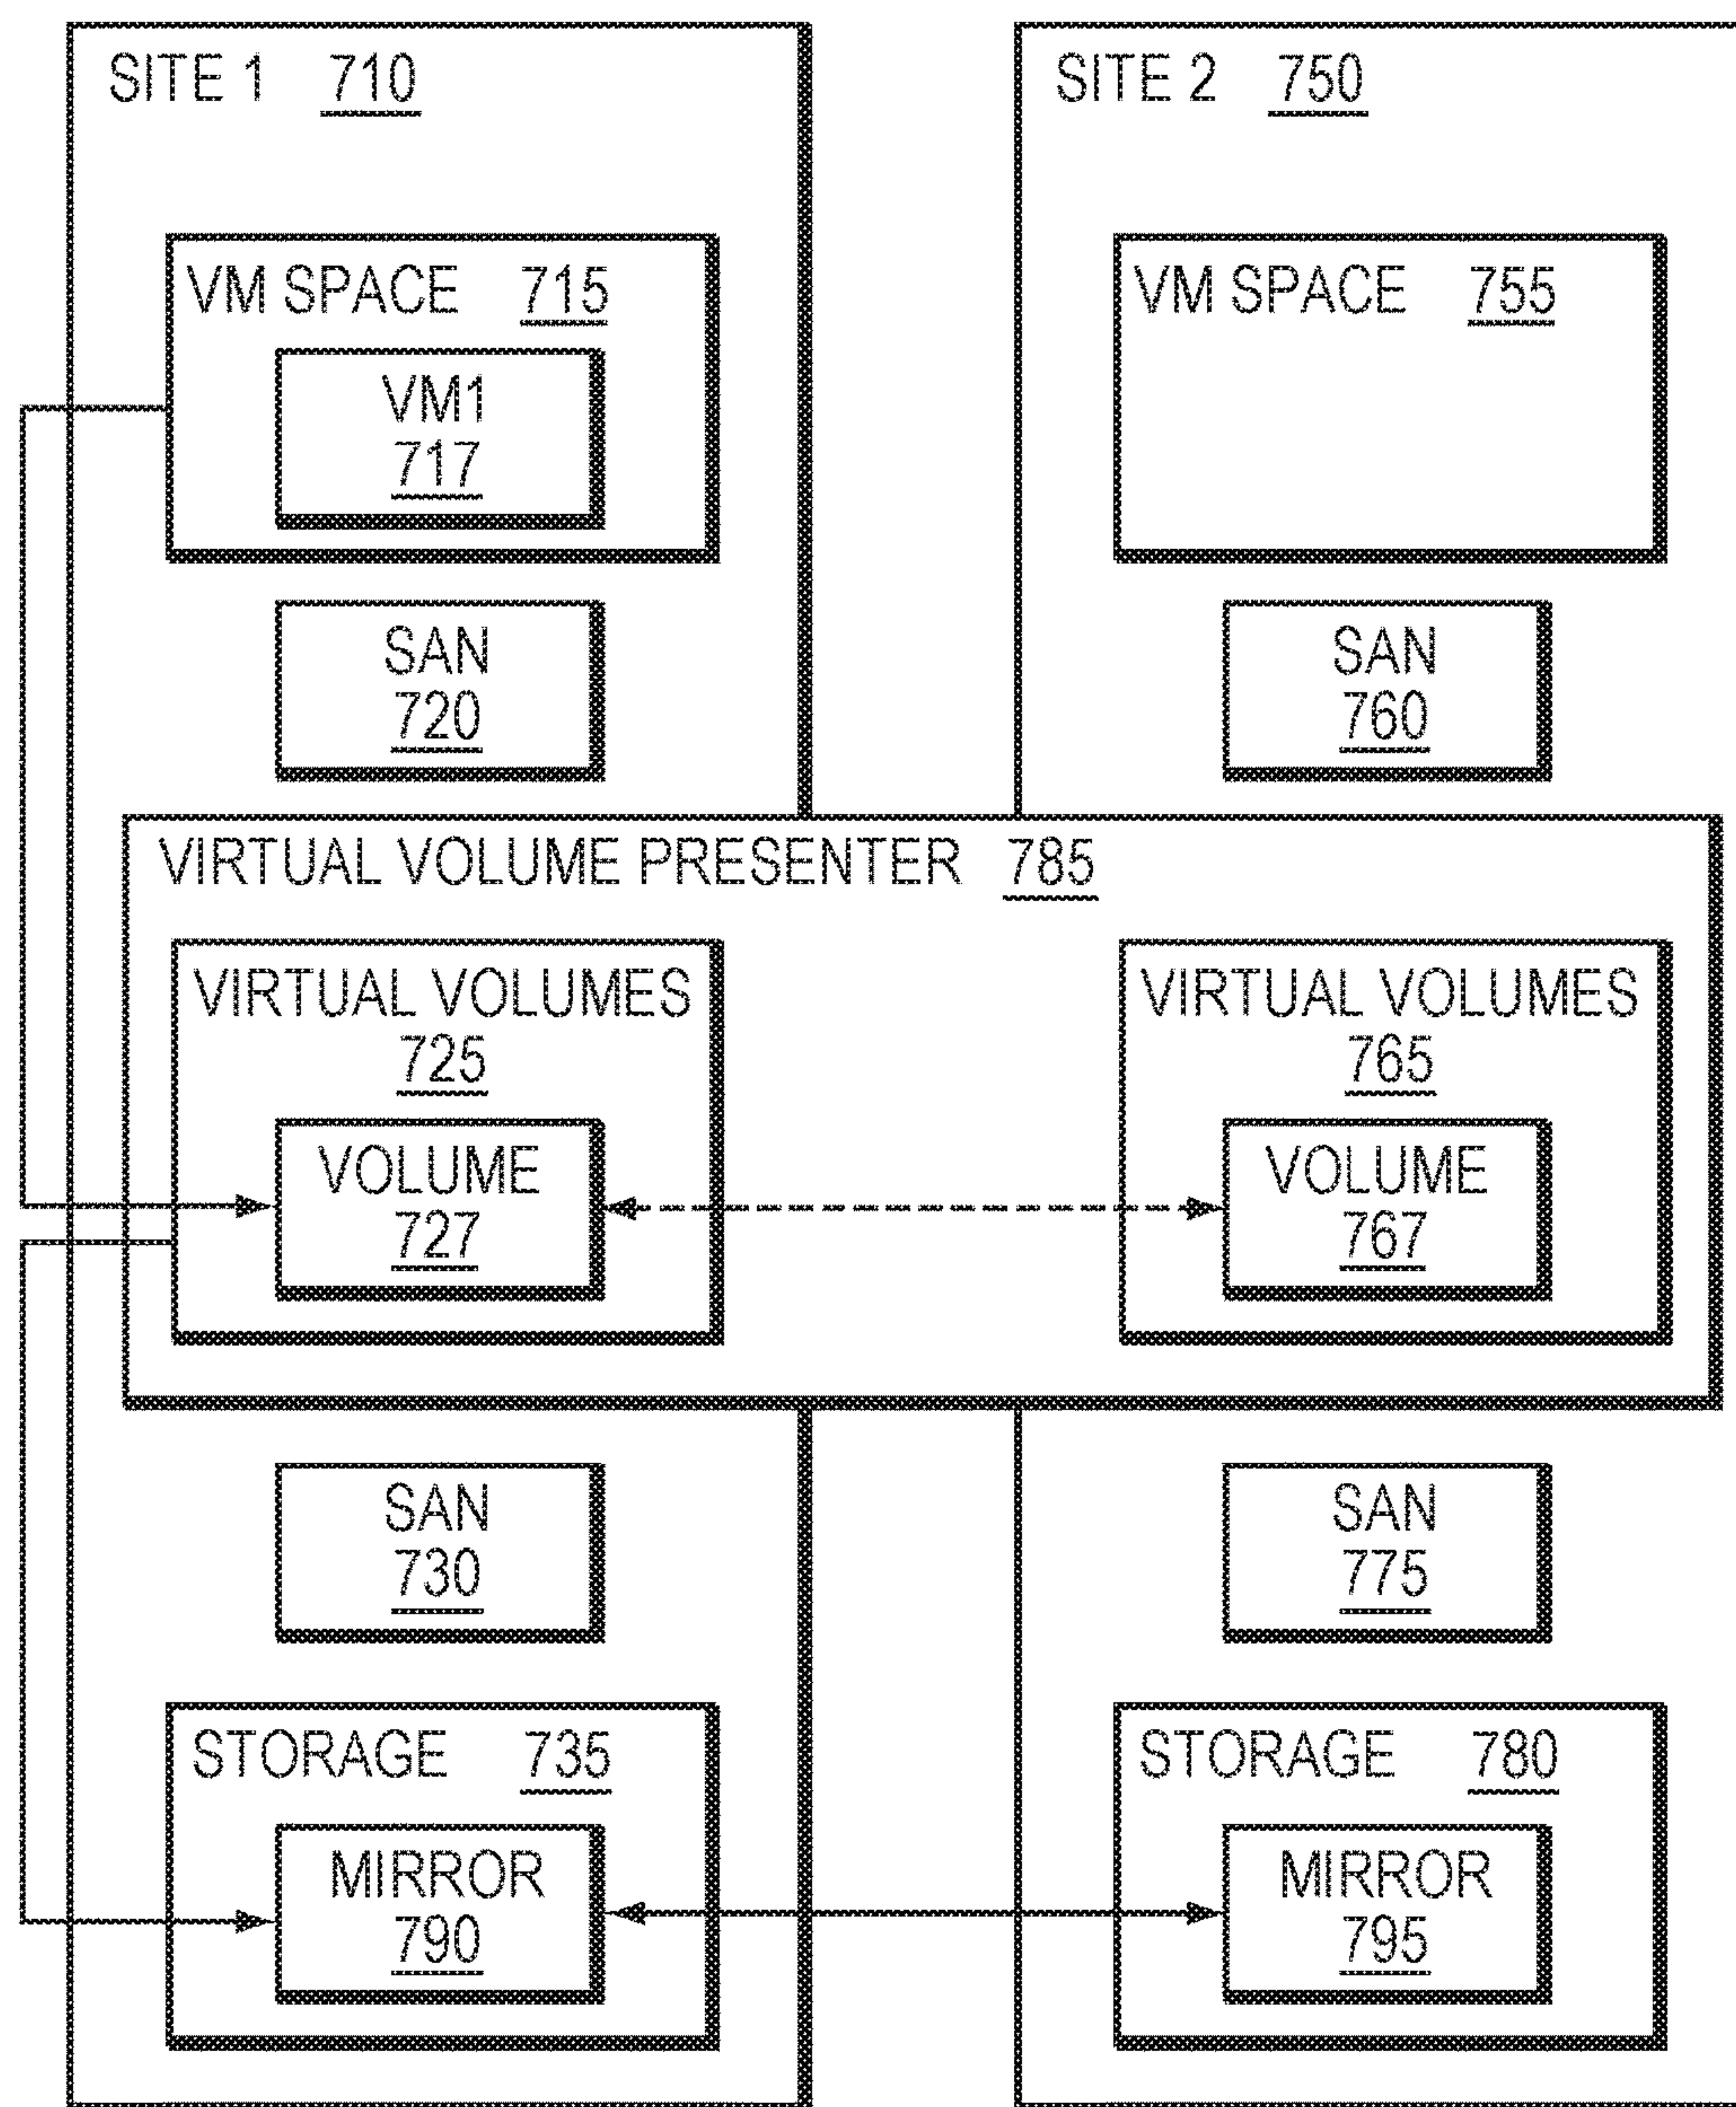 SITE 1 710
VM SPACE 715
VM1
717
SAN
720
SITE 2 750
VM SPACE 755
SAN
760
VIRTUAL VOLUME PRESENTER 785
VIRTUAL VOLUMES
725
VOLUME
727
VIRTUAL VOLUMES
765
VOLUME
767
SAN
730
STORAGE 735
MIRROR
790
SAN
775
STORAGE 780
MIRROR
795